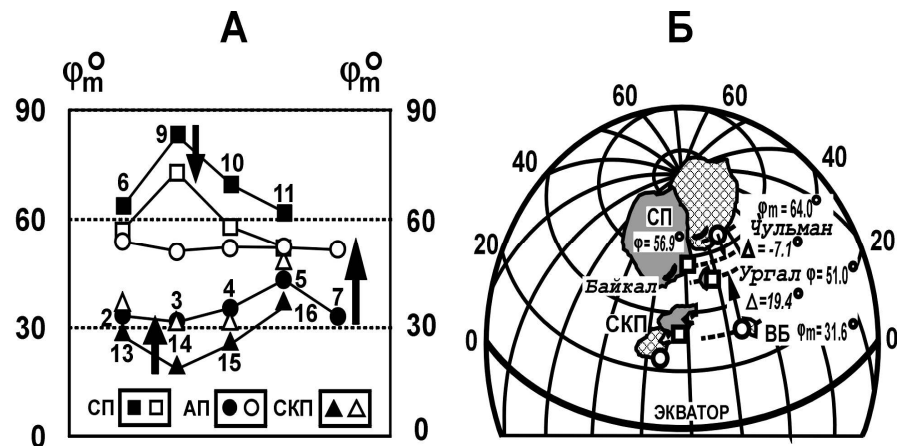 А
φm°
φm°
90
60
30
0
90
60
30
0
9
6
10
11
2
3
4
5
7
13
14
15
16
СП
АП
СКП
Б
60
60
40
40
20
20
0
0
СП
φ= 56.9°
φm= 64.0°
Чульман
Δ= -7.1°
Ургал φ= 51.0°
Байкал
Δ=19.4°
СКП
ВБ φm= 31.6°
ЭКВАТОР